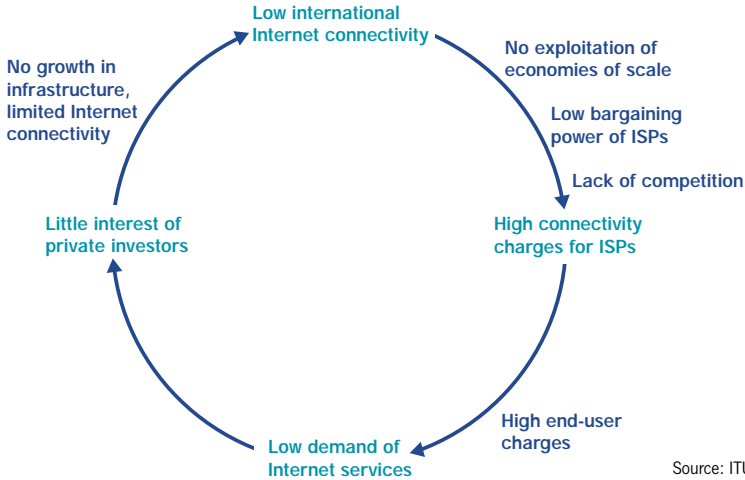 Low international
Internet connectivity
No exploitation of
economies of scale
Low bargaining
power of ISPs
Lack of competition
High connectivity
charges for ISPs
High end-user
charges
Low demand of
Internet services
Little interest of
private investors
No growth in
infrastructure,
limited Internet
connectivity
Source: ITU